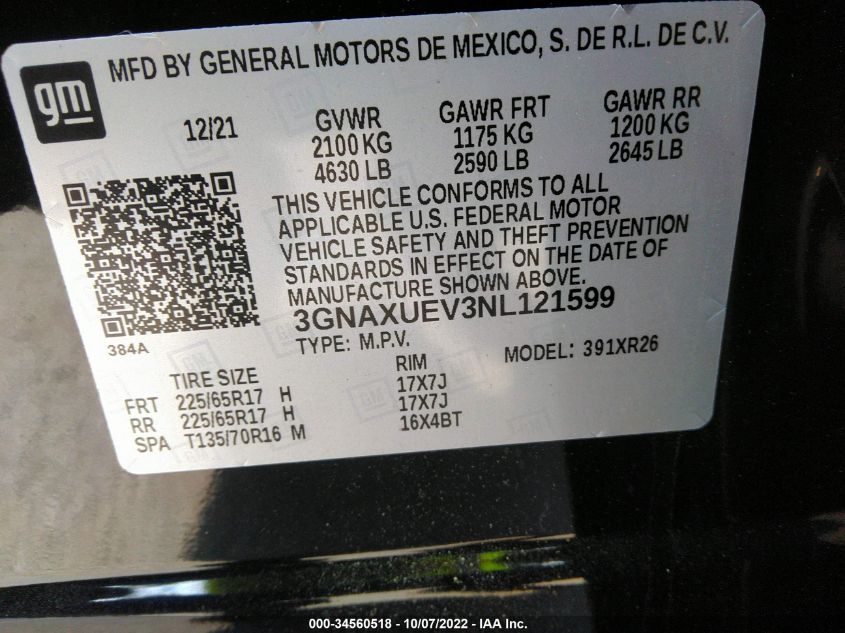 gm
MFD BY GENERAL MOTORS DE MEXICO, S. DE R.L. DE C.V.
12/21 GVWR GAWR FRT GAWR RR
2100 KG 1175 KG 1200 KG
4630 LB 2590 LB 2645 LB
THIS VEHICLE CONFORMS TO ALL
APPLICABLE U.S. FEDERAL MOTOR
VEHICLE SAFETY AND THEFT PREVENTION
STANDARDS IN EFFECT ON THE DATE OF
MANUFACTURE SHOWN ABOVE.
3GNAXUEV3NL121599
384A
TYPE: M.P.V. MODEL: 391XR26
TIRE SIZE RIM
FRT 225/65R17 H 17X7J
RR 225/65R17 H 17X7J
SPA T135/70R16 M 16X4BT
000-34560518 - 10/07/2022 - IAA Inc.